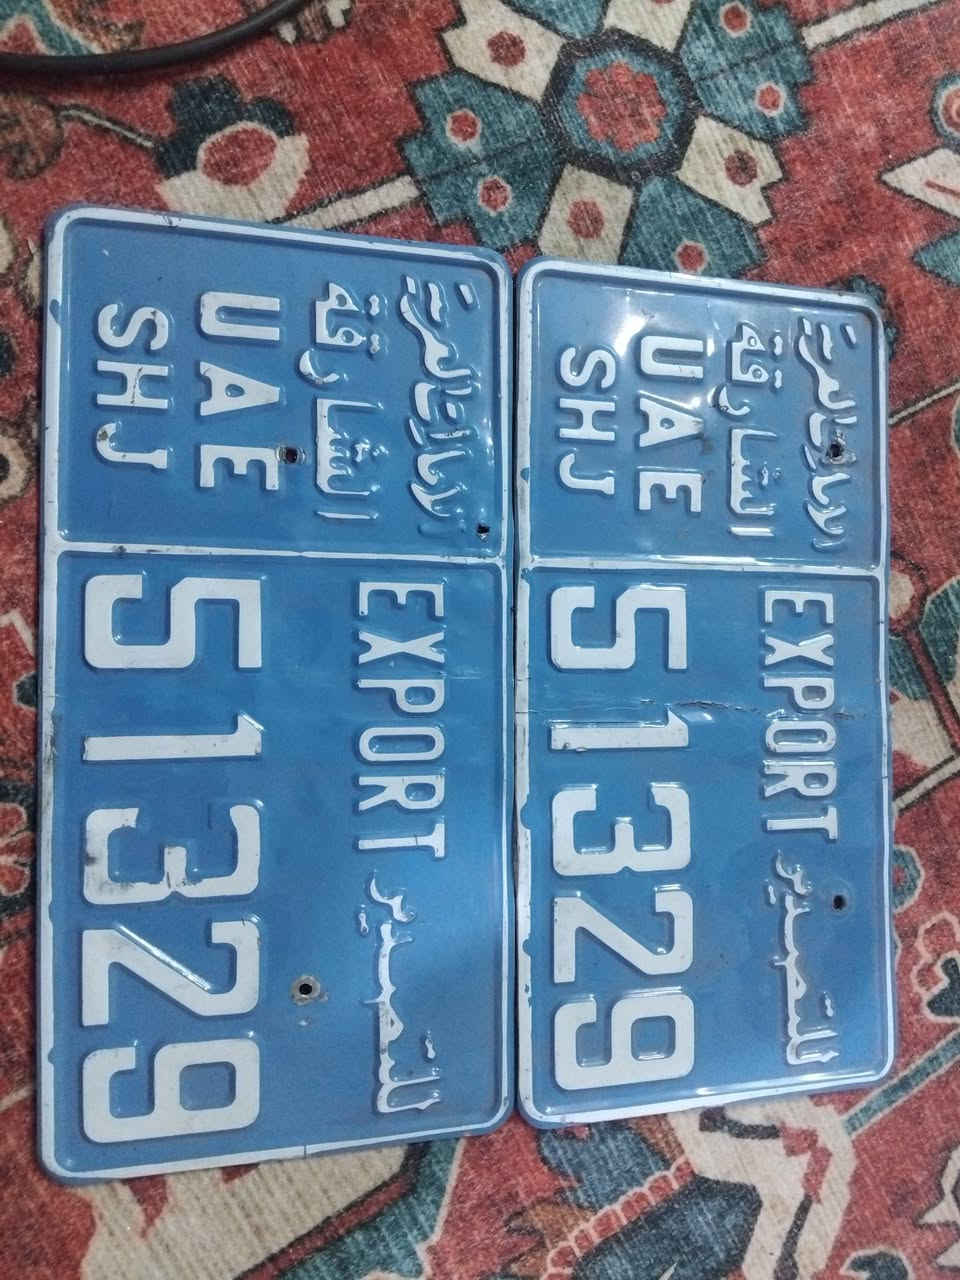 الامارات العربية
الشارقة
UAE
SHJ
EXPORT للتصدير
51329
الامارات العربية
الشارقة
UAE
SHJ
EXPORT للتصدير
51329